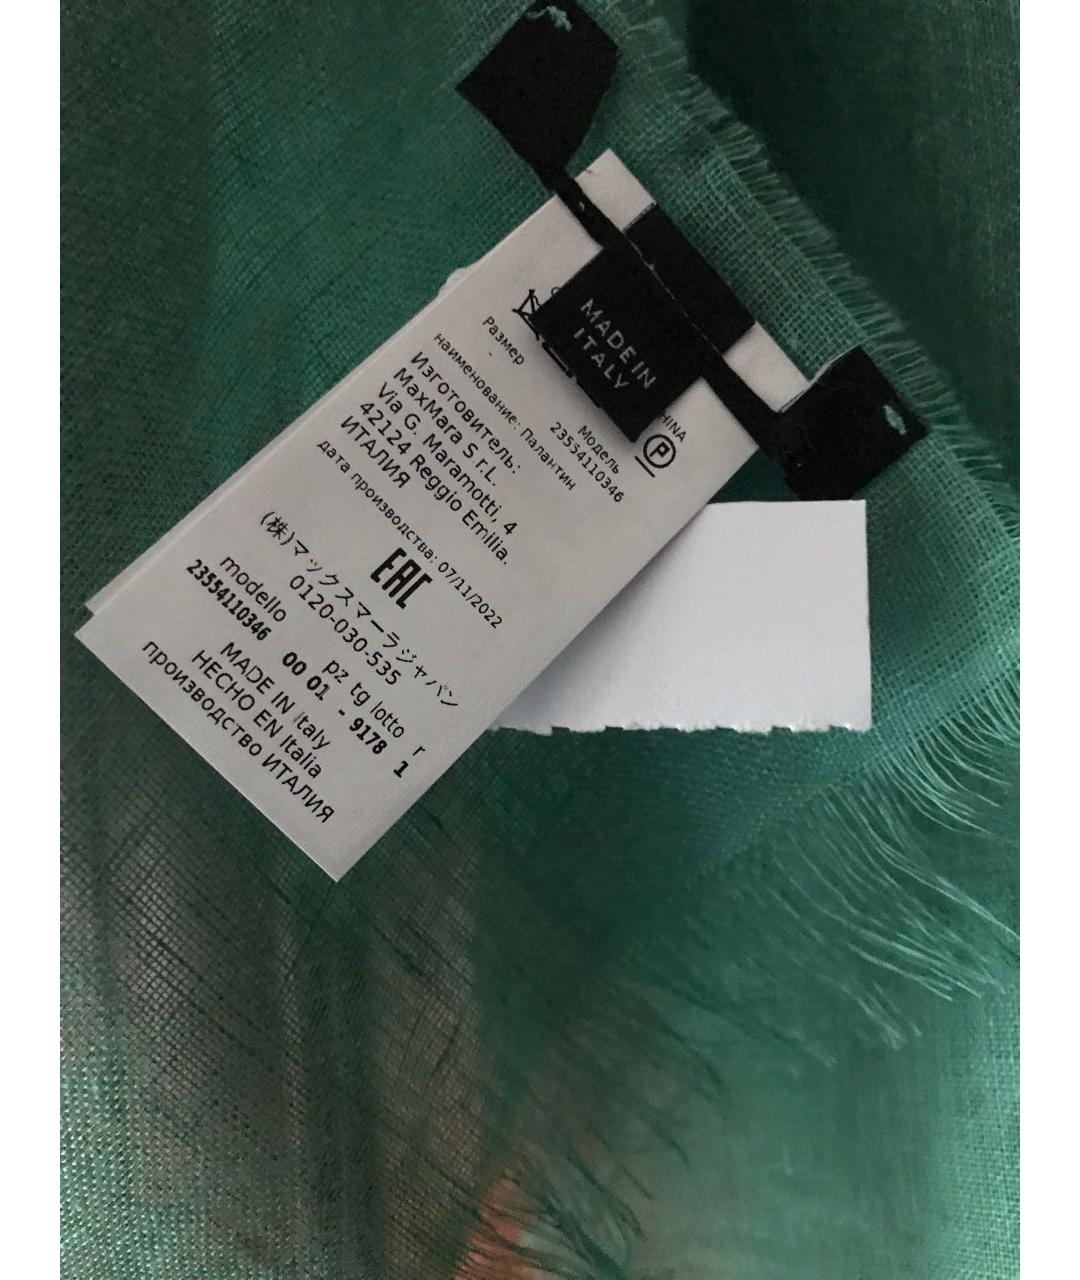 MADE IN
ITALY
HINA
P
Модель
23554110346
Размер
-
наименование: Палантин
Изготовитель:
MaxMara S r.L.
Via G. Maramotti, 4
42124 Reggio Emilia.
ИТАЛИЯ
дата производства: 07/11/2022
EAC
(株)マックスマーラジャパン
0120-030-535
modello pz tg lotto r
23554110346 00 01 - 9178 1
MADE IN Italy
HECHO EN Italia
производство ИТАЛИЯ